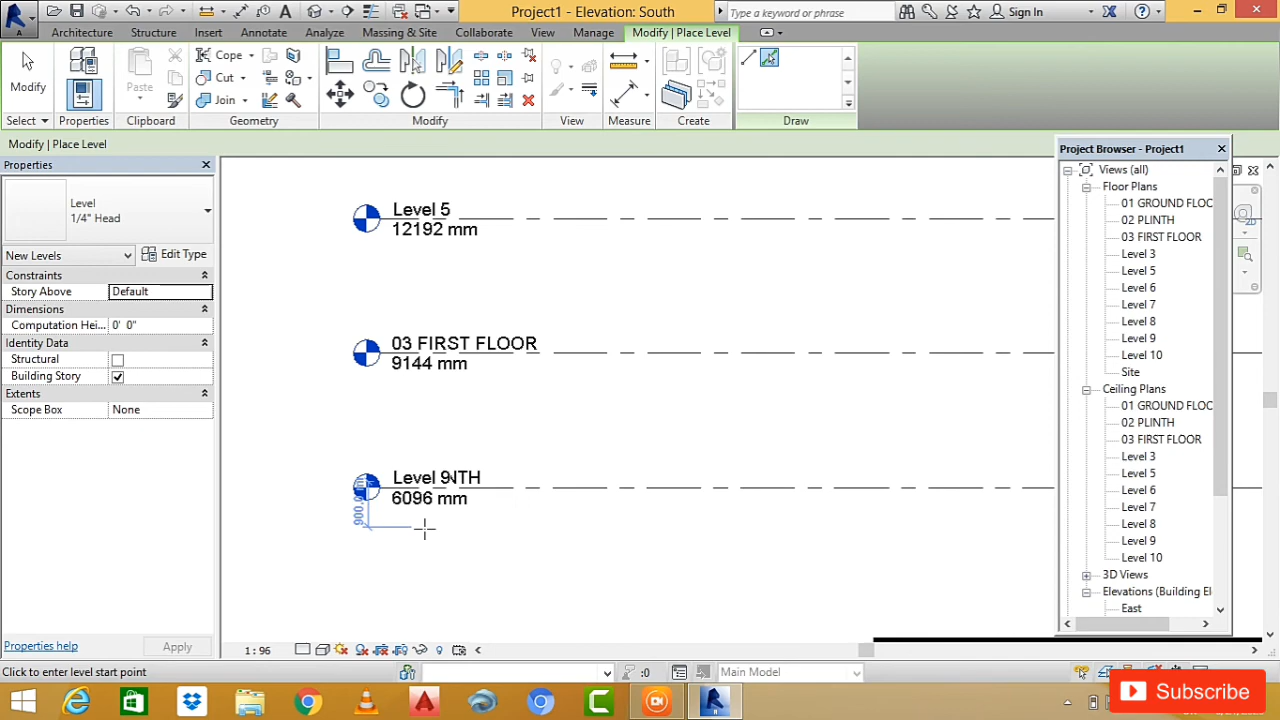 Project1 - Elevation: South
Type a keyword or phrase
Sign In
Architecture Structure Insert Annotate Analyze Massing & Site Collaborate View Manage Modify | Place Level
Modify Paste Cope Cut Join
Select Properties Clipboard Geometry Modify View Measure Create Draw
Modify | Place Level
Properties
Level
1/4" Head
New Levels Edit Type
Constraints
Story Above Default
Dimensions
Computation Hei... 0' 0"
Identity Data
Structural
Building Story
Extents
Scope Box None
Properties help Apply
Level 5
12192 mm
03 FIRST FLOOR
9144 mm
6096 mm
Project Browser - Project1
Views (all)
Floor Plans
01 GROUND FLOC
02 PLINTH
03 FIRST FLOOR
Level 3
Level 5
Level 6
Level 7
Level 8
Level 9
Level 10
Site
Ceiling Plans
01 GROUND FLOC
02 PLINTH
03 FIRST FLOOR
Level 3
Level 5
Level 6
Level 7
Level 8
Level 9
Level 10
3D Views
Elevations (Building El
East
1 : 96
Click to enter level start point
:0 Main Model
Subscribe